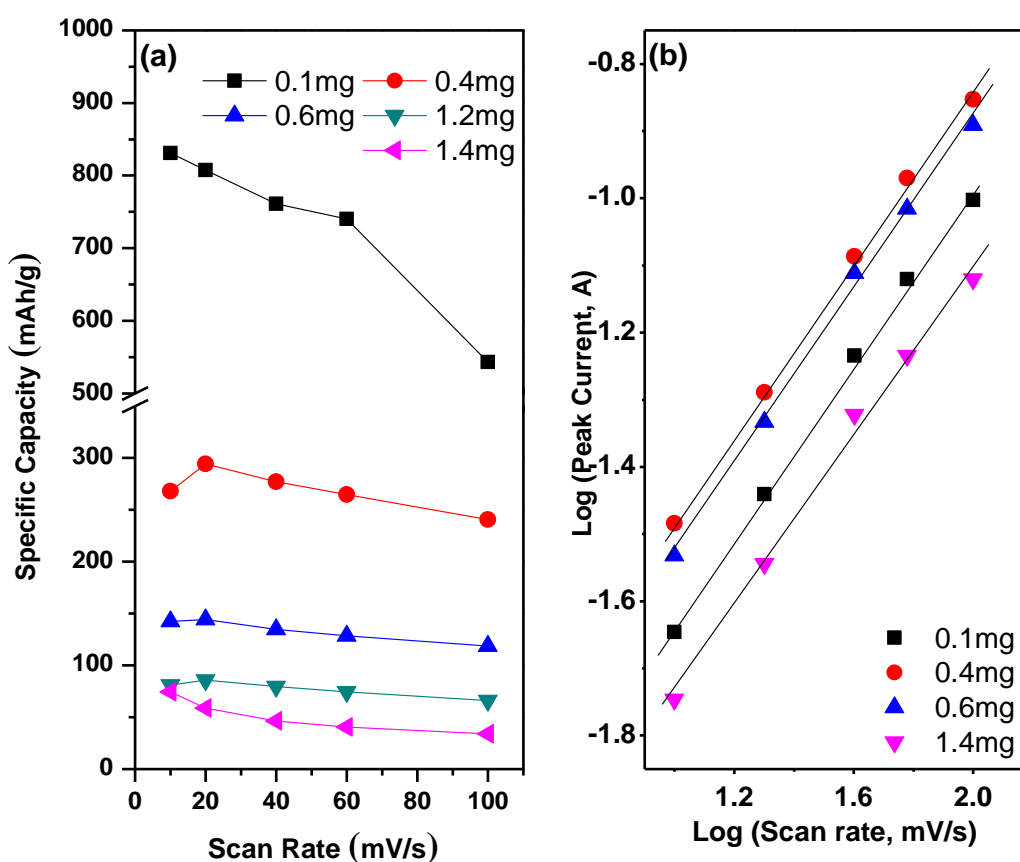 (a)
0.1mg 0.4mg
0.6mg 1.2mg
1.4mg
1000
900
800
700
600
500
300
200
100
0
Specific Capacity (mAh/g)
0 20 40 60 80 100
Scan Rate (mV/s)
(b)
-0.8
-1.0
-1.2
-1.4
-1.6
-1.8
Log (Peak Current, A)
0.1mg
0.4mg
0.6mg
1.4mg
1.2 1.6 2.0
Log (Scan rate, mV/s)